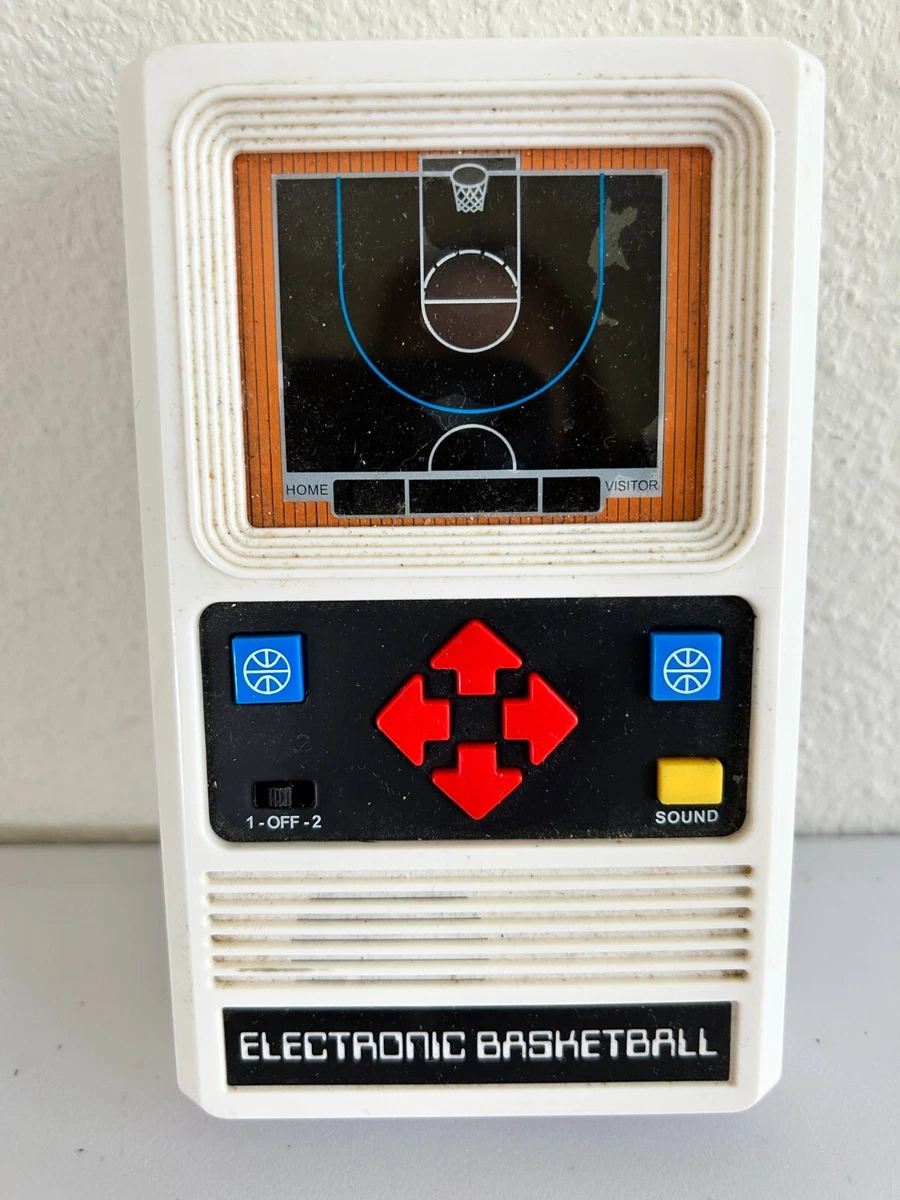 HOME VISITOR
1-OFF-2
SOUND
ELECTRONIC BASKETBALL